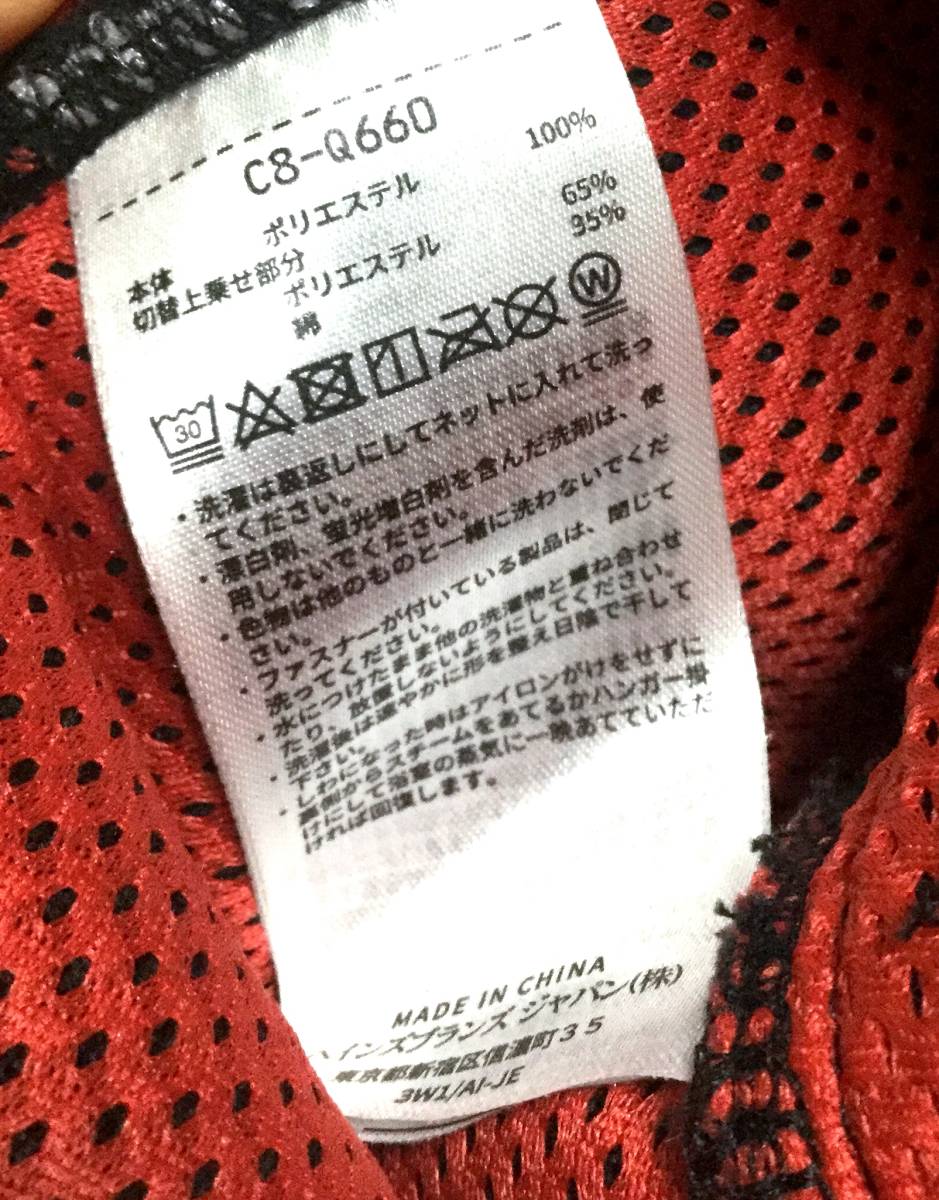 C8-Q660
本体 ポリエステル 100%
切替上乗せ部分
ポリエステル 65%
綿 35%
30
W
・洗濯は裏返しにしてネットに入れて洗っ
てください。
・漂白剤、蛍光増白剤を含んだ洗剤は、使
用しないでください。
・色物は他のものと一緒に洗わないでくだ
さい。
・ファスナーが付いている製品は、閉じて
洗ってください。
・水につけたまま他の洗濯物と重ね合わせ
たり、放置しないようにしてください。
・洗濯後は速やかに形を整え日陰で干して
下さい。
・しわになった時はアイロンがけをせずに
裏側からスチームをあてるかハンガー掛
けにして浴室の蒸気に一晩あてていただ
ければ回復します。
MADE IN CHINA
ヘインズブランズ ジャパン(株)
東京都新宿区信濃町35
3W1/AI-JE